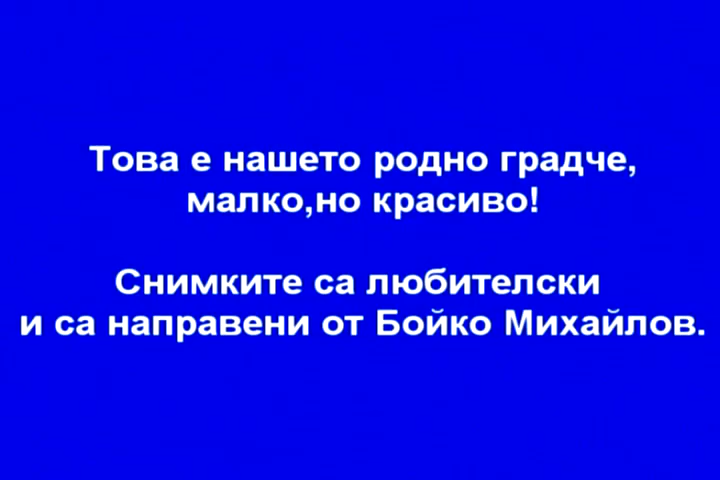 Това е нашето родно градче,
малко,но красиво!
Снимките са любителски
и са направени от Бойко Михайлов.